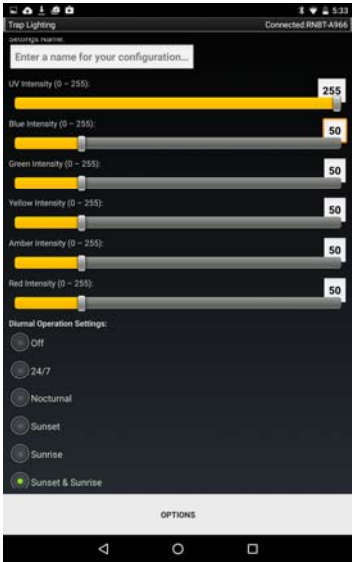 5:33
Trap Lighting
Connected:RNBT-A966
Settings Name:
Enter a name for your configuration...
UV Intensity (0 – 255):
255
Blue Intensity (0 – 255):
50
Green Intensity (0 – 255):
50
Yellow Intensity (0 – 255):
50
Amber Intensity (0 – 255):
50
Red Intensity (0 – 255):
50
Diurnal Operation Settings:
Off
24/7
Nocturnal
Sunset
Sunrise
Sunset & Sunrise
OPTIONS